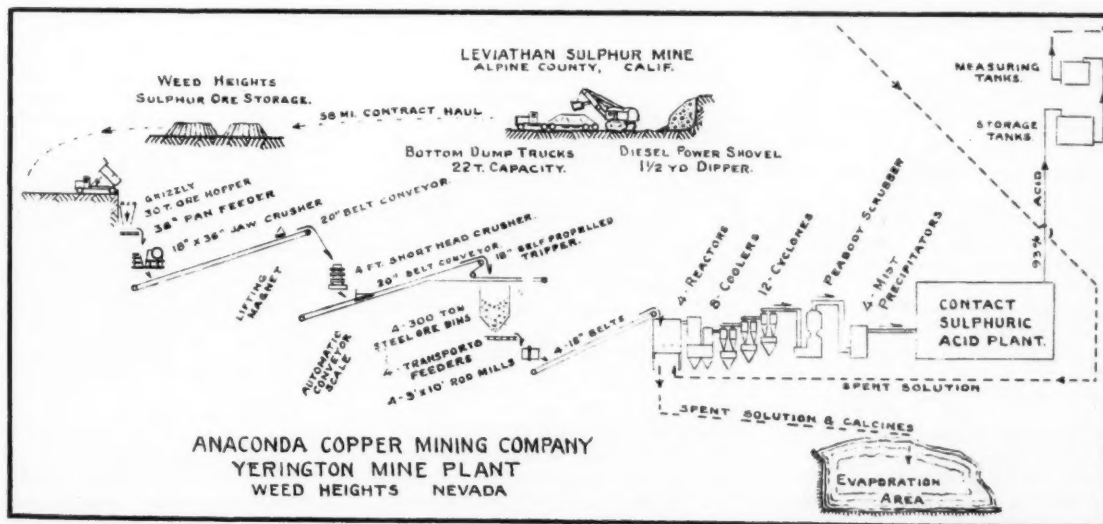 LEVIATHAN SULPHUR MINE
ALPINE COUNTY, CALIF.
WEED HEIGHTS
SULPHUR ORE STORAGE.
58 MI. CONTRACT HAUL
BOTTOM DUMP TRUCKS
22 T. CAPACITY.
DIESEL POWER SHOVEL
1 1/2 YD DIPPER.
MEASURING
TANKS.
STORAGE
TANKS.
GRIZZLY
30 T. ORE HOPPER
38" PAN FEEDER
18" X 36" JAW CRUSHER
20" BELT CONVEYOR.
LIFTING
MAGNET
4 FT. SHORT HEAD CRUSHER.
20" BELT CONVEYOR
18" SELF PROPELLED
TRIPPER.
AUTOMATIC
CONVEYOR
SCALE
4-300 TON
STEEL ORE BINS
4-TRANSPORTO
FEEDERS
4-3'X10' ROD MILLS
4-18" BELTS
4-REACTORS
8-COOLERS
12-CYCLONES
PEABODY SCRUBBER
4-MIST
PRECIPITATORS
93% ACID
CONTACT
SULPHURIC
ACID PLANT.
SPENT SOLUTION
SPENT SOLUTION & CALCINES
EVAPORATION
AREA
ANACONDA COPPER MINING COMPANY
YERINGTON MINE PLANT
WEED HEIGHTS NEVADA